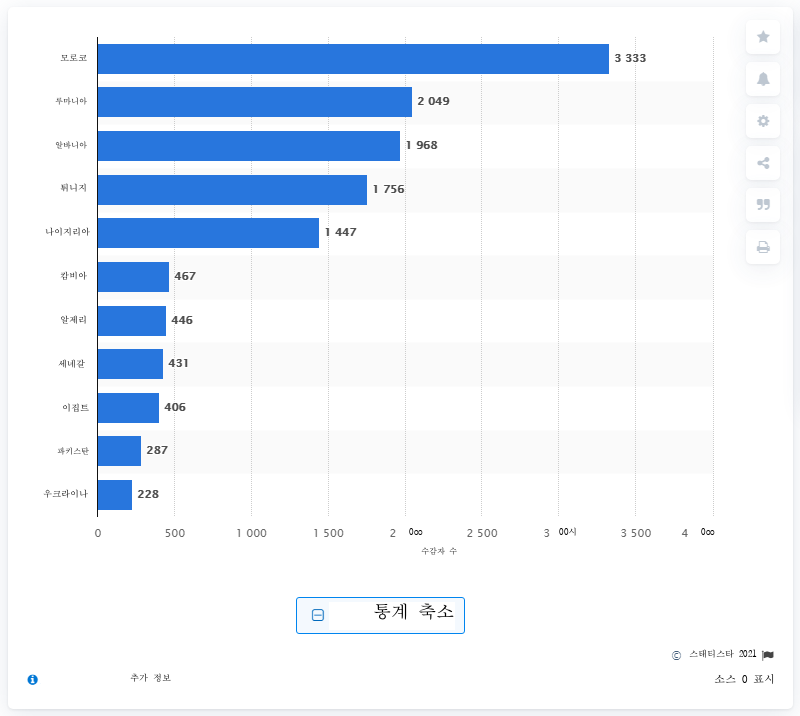 모로코 3 333
루마니아 2 049
알바니아 1 968
튀니지 1 756
나이지리아 1 447
감비아 467
알제리 446
세네갈 431
이집트 406
파키스탄 287
우크라이나 228
0 500 1 000 1 500 2 000 2 500 3 00시 3 500 4 000
수감자 수
통계 축소
© 스태티스타 2021
추가 정보
소스 0 표시